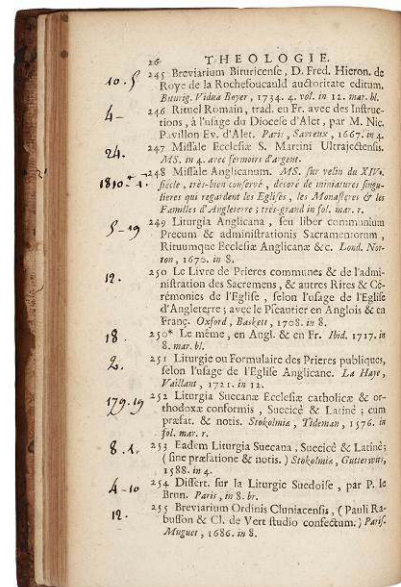 26 THEOLOGIE.
10. 5 245 Breviarium Bituricense, D. Fred. Hieron. de
Roye de la Rochefoucauld auctoritate editum.
Biturig. Vidua Boyer, 1734. 4. vol. in 12. mar. bl.
4- 246 Rituel Romain, trad. en Fr. avec des Instruc-
tions, à l'usage du Diocese d'Alet, par M. Nic.
Pavillon Ev. d'Alet. Paris, Savreux, 1667. in 4.
24. 247 Missale Ecclesiæ S. Martini Ultrajectensis.
MS. in 4. avec fermoirs d'argent.
1810 - 1. 248 Missale Anglicanum. MS. sur velin du XIVe.
siécle, très-bien conservé, décoré de miniatures singu-
lieres qui regardent les Eglises, les Monasteres & les
Familles d'Angleterre; très-grand in fol. mar. r.
5-19 249 Liturgia Anglicana, seu liber communium
Precum & administrationis Sacramentorum,
Rituumque Ecclesiæ Anglicanæ &c. Lond. Nor-
ton, 1670. in 8.
12. 250 Le Livre de Prieres communes & de l'admi-
nistration des Sacremens, & autres Rites & Cé-
rémonies de l'Eglise, selon l'usage de l'Eglise
d'Angleterre; avec le Pseautier en Anglois & en
Franç. Oxford, Baskett, 1708. in 8.
18. 250* Le même, en Angl. & en Fr. Ibid. 1717. in
8. mar. bl.
2. 251 Liturgie ou Formulaire des Prieres publiques,
selon l'usage de l'Eglise Anglicane. La Haye,
Vaillant, 1721. in 12.
179. 19 252 Liturgia Suecanæ Ecclesiæ catholicæ & or-
thodoxæ conformis, Suecicè & Latinè; cum
præfat. & notis. Stokolmiæ, Tideman, 1576. in
fol. mar. r.
8. 1. 253 Eadem Liturgia Suecana, Suecicè & Latinè;
(sine præfatione & notis.) Stokolmiæ, Gutterwitz,
1588. in 4.
4-10 254 Dissert. sur la Liturgie Suedoise, par P. le
Brun. Paris, in 8. br.
12. 255 Breviarium Ordinis Cluniacensis, (Pauli Ra-
busson & Cl. de Vert studio confectum.) Paris.
Muguet, 1686. in 8.